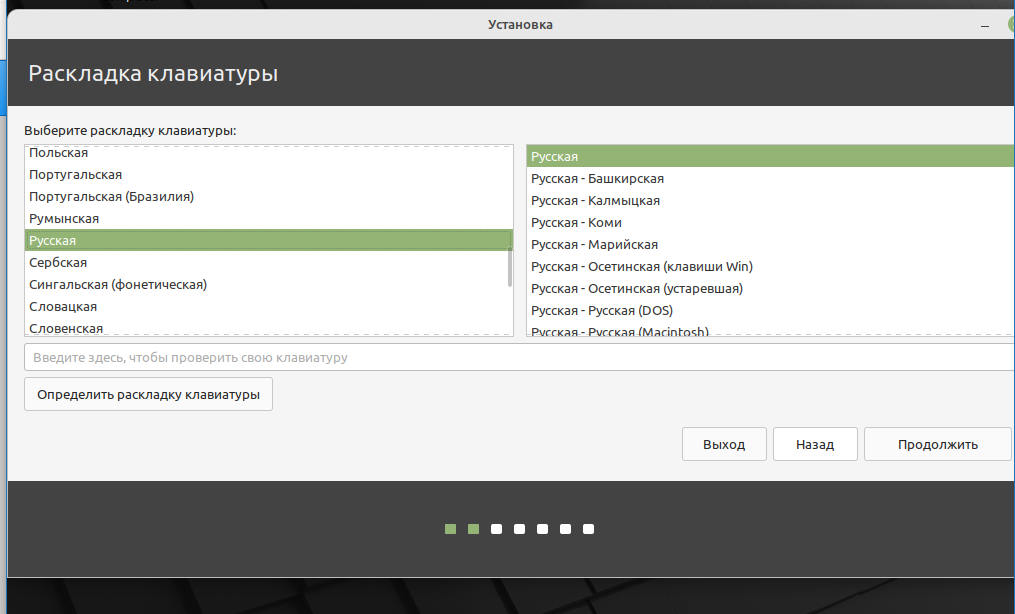 Установка
Раскладка клавиатуры
Выберите раскладку клавиатуры:
Польская
Португальская
Португальская (Бразилия)
Румынская
Русская
Сербская
Сингальская (фонетическая)
Словацкая
Словенская
Русская
Русская - Башкирская
Русская - Калмыцкая
Русская - Коми
Русская - Марийская
Русская - Осетинская (клавиши Win)
Русская - Осетинская (устаревшая)
Русская - Русская (DOS)
Русская - Русская (Macintosh)
Введите здесь, чтобы проверить свою клавиатуру
Определить раскладку клавиатуры
Выход
Назад
Продолжить